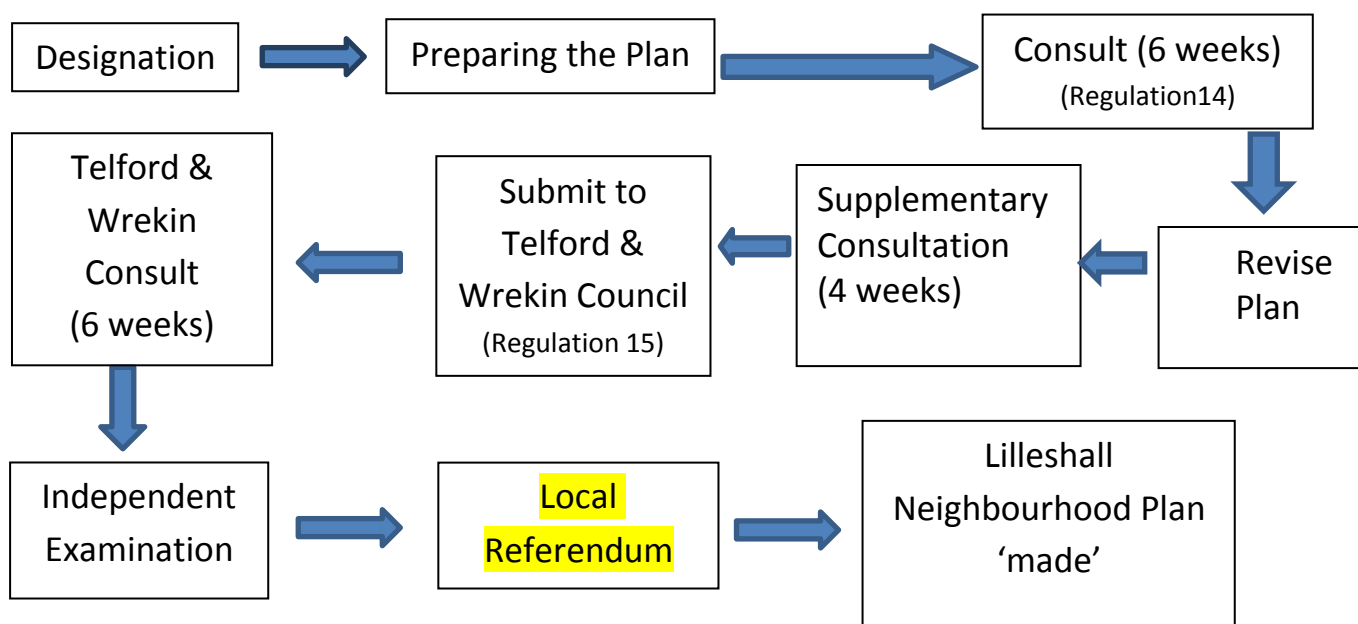 Designation
Preparing the Plan
Consult (6 weeks)
(Regulation14)
Revise
Plan
Supplementary
Consultation
(4 weeks)
Submit to
Telford &
Wrekin Council
(Regulation 15)
Telford &
Wrekin
Consult
(6 weeks)
Independent
Examination
Local
Referendum
Lilleshall
Neighbourhood Plan
‘made’